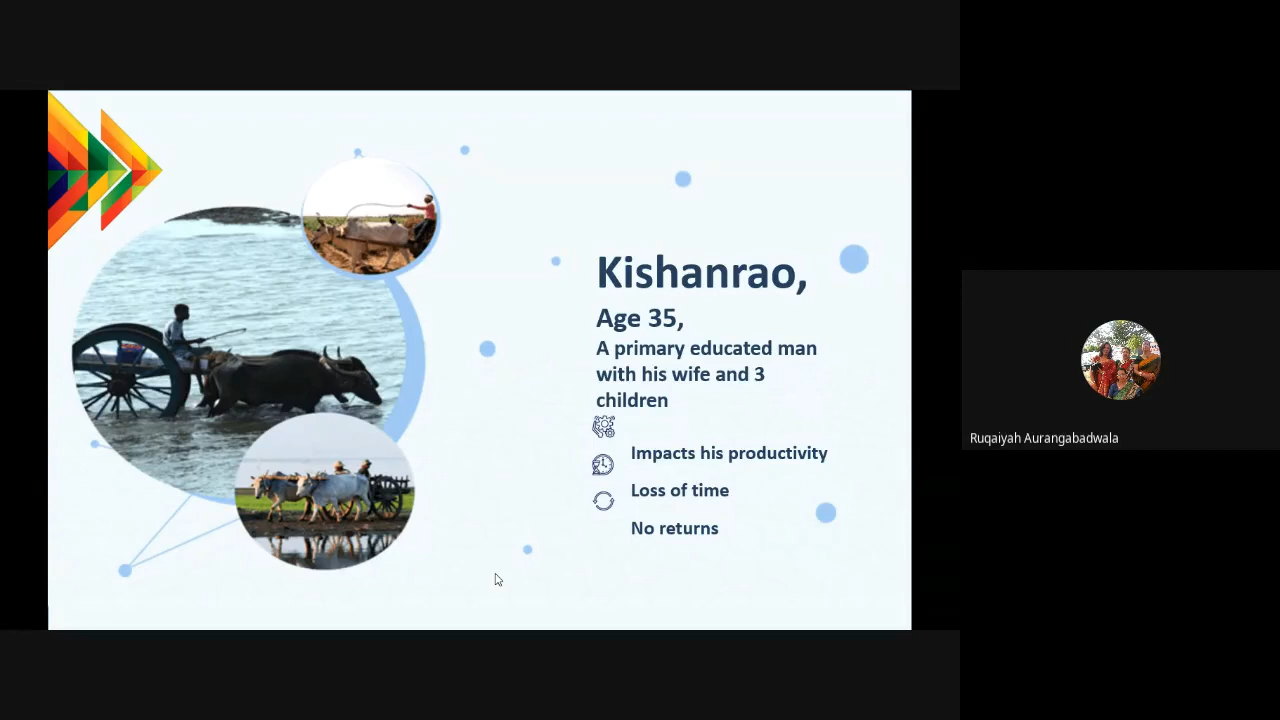 Kishanrao,
Age 35,
A primary educated man
with his wife and 3
children
Impacts his productivity
Loss of time
No returns
Ruqaiyah Aurangabadwala